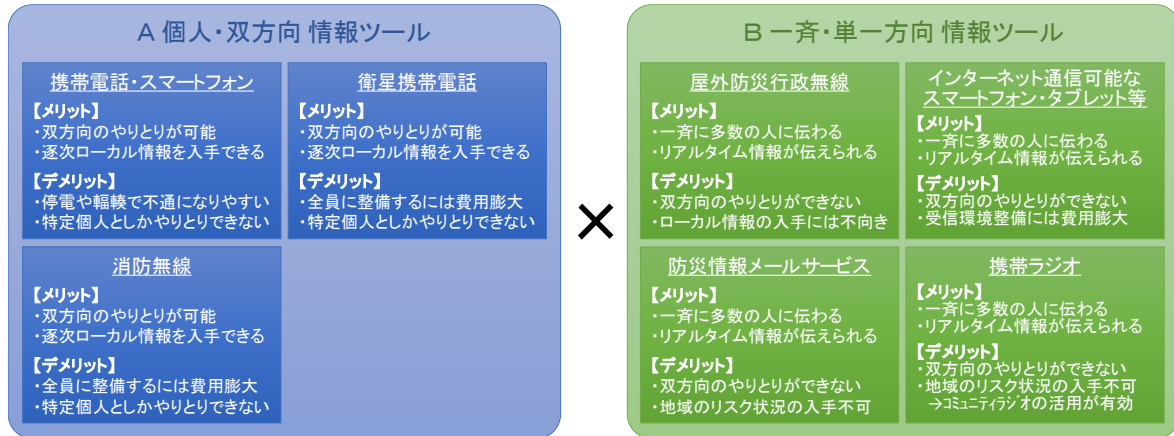 A 個人・双方向 情報ツール
携帯電話・スマートフォン
【メリット】
・双方向のやりとりが可能
・逐次ローカル情報を入手できる
【デメリット】
・停電や輻輳で不通になりやすい
・特定個人としかやりとりできない
衛星携帯電話
【メリット】
・双方向のやりとりが可能
・逐次ローカル情報を入手できる
【デメリット】
・全員に整備するには費用膨大
・特定個人としかやりとりできない
消防無線
【メリット】
・双方向のやりとりが可能
・逐次ローカル情報を入手できる
【デメリット】
・全員に整備するには費用膨大
・特定個人としかやりとりできない
×
B 一斉・単一方向 情報ツール
屋外防災行政無線
【メリット】
・一斉に多数の人に伝わる
・リアルタイム情報が伝えられる
【デメリット】
・双方向のやりとりができない
・ローカル情報の入手には不向き
インターネット通信可能な
スマートフォン・タブレット等
【メリット】
・一斉に多数の人に伝わる
・リアルタイム情報が伝えられる
【デメリット】
・双方向のやりとりができない
・受信環境整備には費用膨大
防災情報メールサービス
【メリット】
・一斉に多数の人に伝わる
・リアルタイム情報が伝えられる
【デメリット】
・双方向のやりとりができない
・地域のリスク状況の入手不可
携帯ラジオ
【メリット】
・一斉に多数の人に伝わる
・リアルタイム情報が伝えられる
【デメリット】
・双方向のやりとりができない
・地域のリスク状況の入手不可
→ｺﾐｭﾆﾃｨﾗｼﾞｵの活用が有効